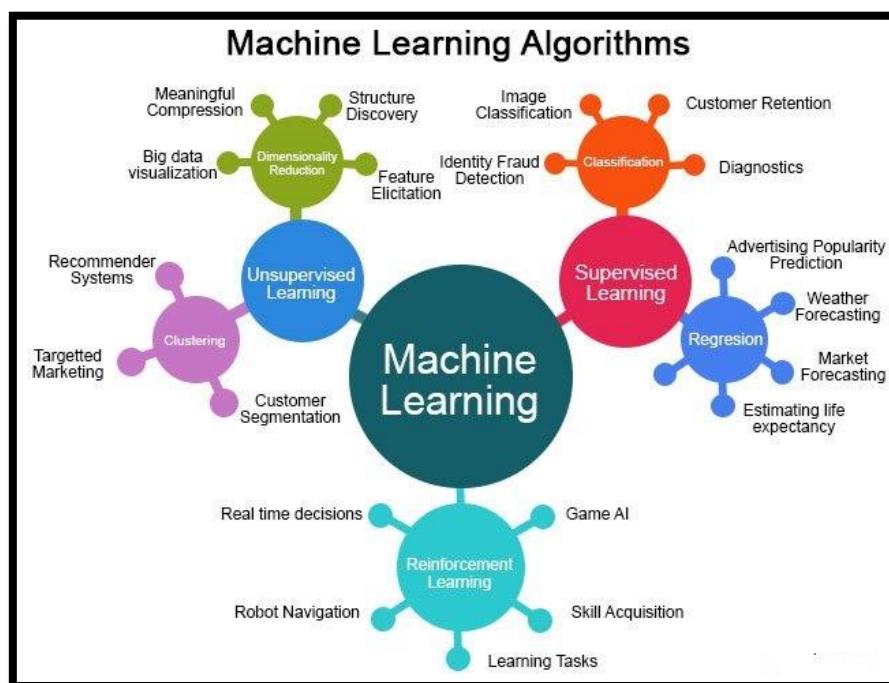 Machine Learning Algorithms
Meaningful
Compression
Structure
Discovery
Big data
visualization
Dimensionality
Reduction
Feature
Elicitation
Image
Classification
Customer Retention
Identity Fraud
Detection
Classification
Diagnostics
Recommender
Systems
Unsupervised
Learning
Clustering
Targetted
Marketing
Customer
Segmentation
Supervised
Learning
Advertising Popularity
Prediction
Weather
Forecasting
Regresion
Market
Forecasting
Estimating life
expectancy
Machine
Learning
Real time decisions
Game AI
Reinforcement
Learning
Robot Navigation
Skill Acquisition
Learning Tasks